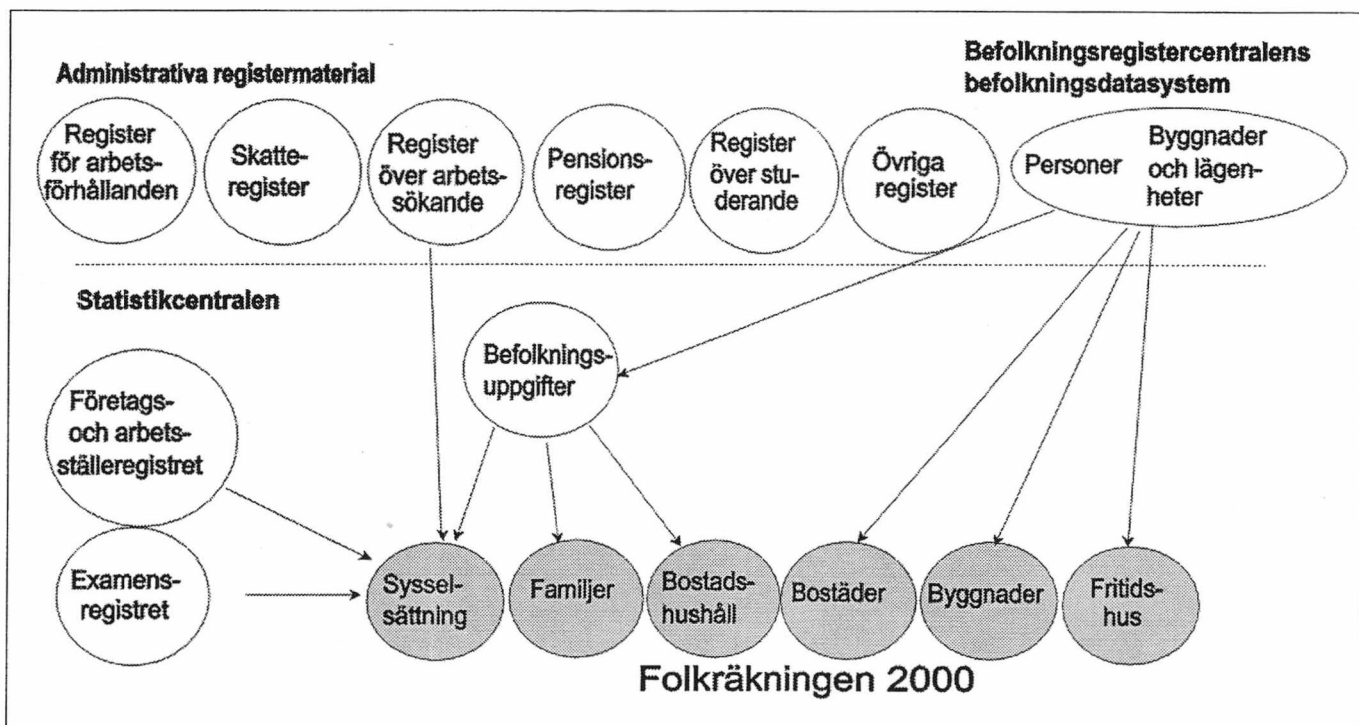 Administrativa registermaterial
Befolkningsregistercentralens
befolkningsdatasystem
Register
för arbets-
förhållanden
Skatte-
register
Register
över arbets-
sökande
Pensions-
register
Register
över stu-
derande
Övriga
register
Personer
Byggnader
och lägen-
heter
Statistikcentralen
Befolknings-
uppgifter
Företags-
och arbets-
ställeregistret
Examens-
registret
Syssel-
sättning
Familjer
Bostads-
hushåll
Bostäder
Byggnader
Fritids-
hus
Folkräkningen 2000